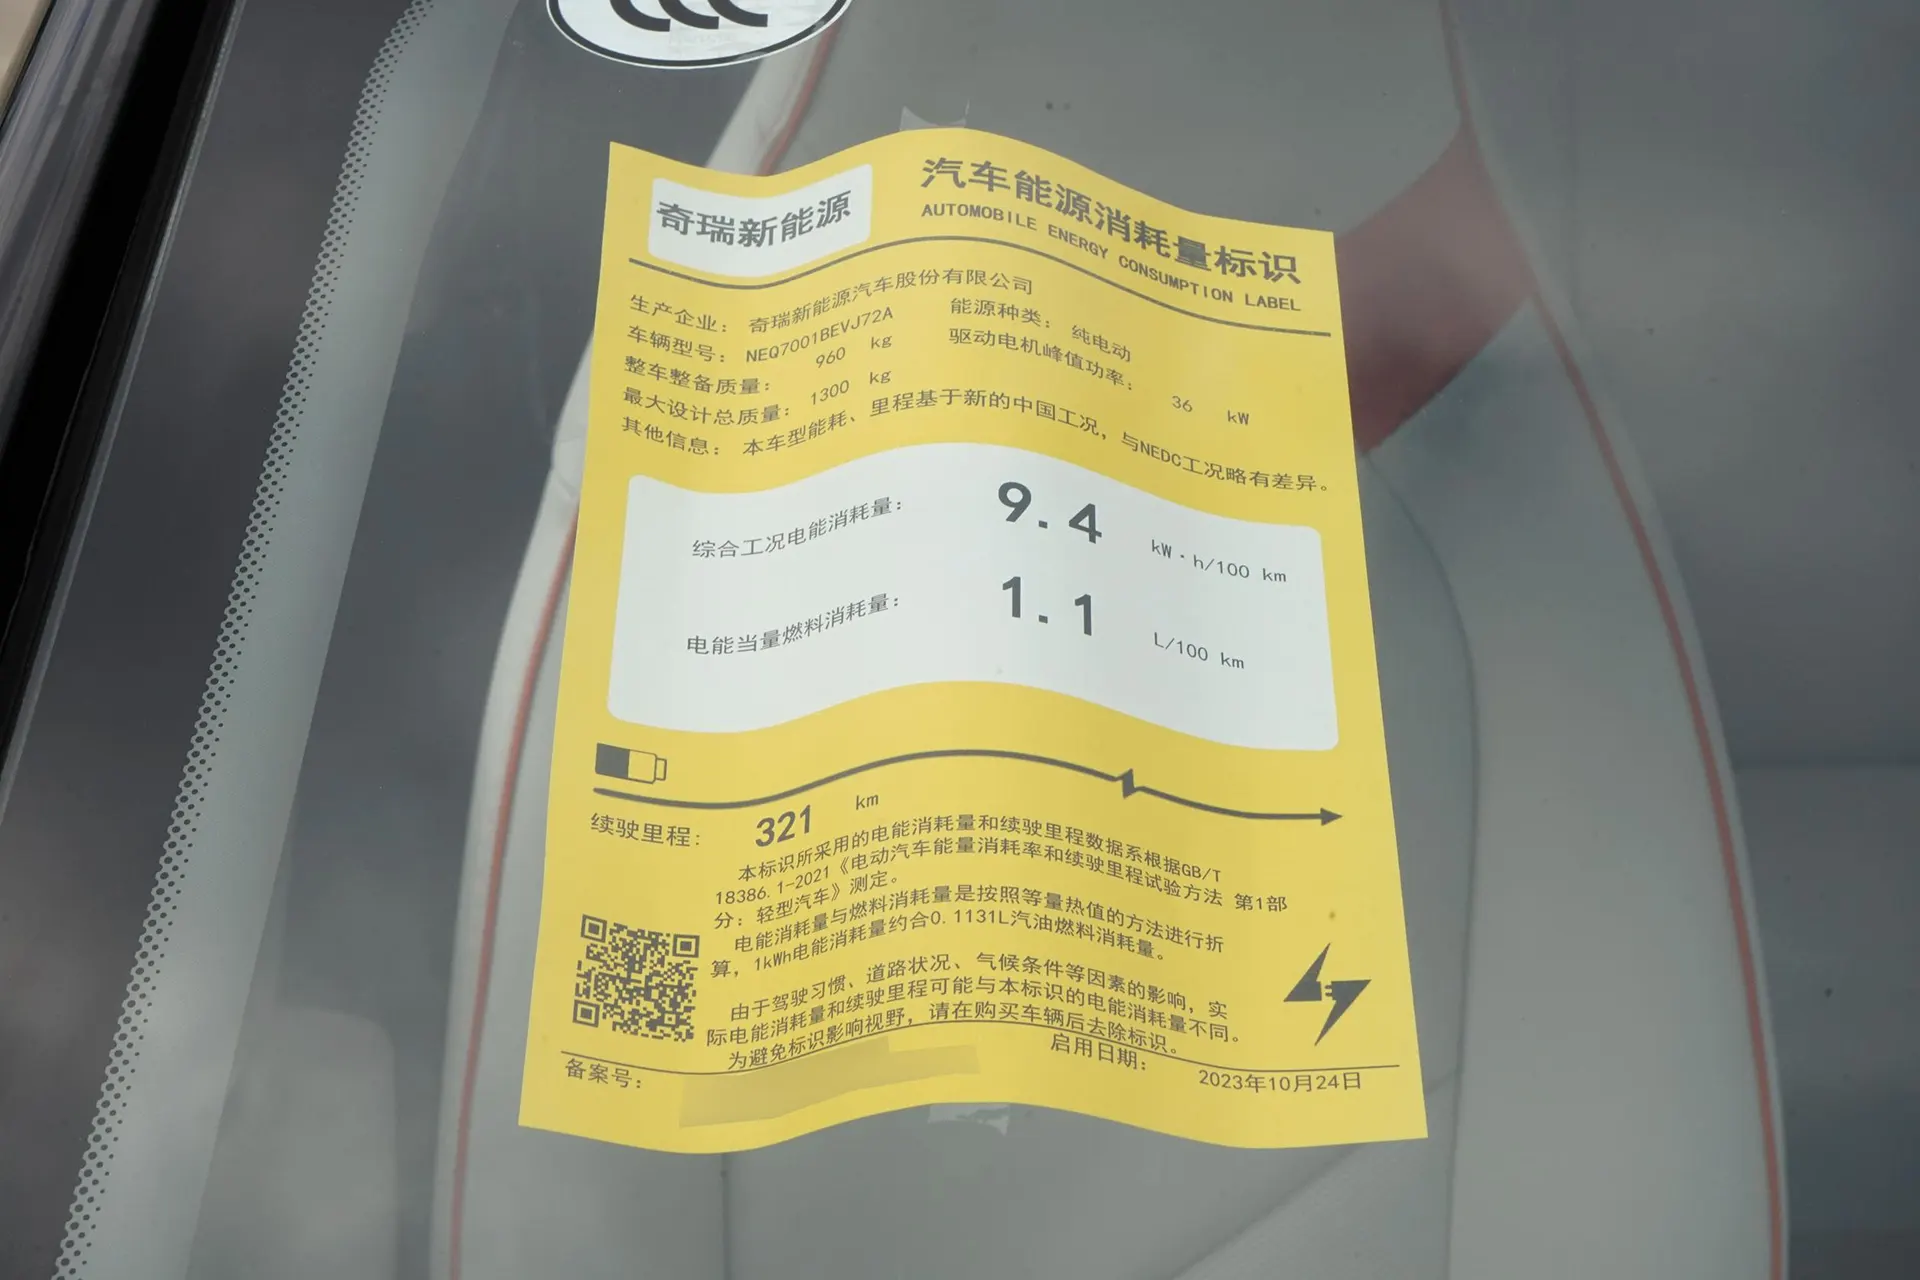 奇瑞新能源
汽车能源消耗量标识
AUTOMOBILE ENERGY CONSUMPTION LABEL
生产企业: 奇瑞新能源汽车股份有限公司
车辆型号: NEQ7001BEVJ72A 能源种类: 纯电动
整车整备质量: 960 kg 驱动电机峰值功率: 36 kW
最大设计总质量: 1300 kg
其他信息: 本车型能耗、里程基于新的中国工况，与NEDC工况略有差异。
综合工况电能消耗量: 9.4 kW·h/100 km
电能当量燃料消耗量: 1.1 L/100 km
续驶里程: 321 km
本标识所采用的电能消耗量和续驶里程数据系根据GB/T
18386.1-2021《电动汽车能量消耗率和续驶里程试验方法 第1部
分: 轻型汽车》测定。
电能消耗量与燃料消耗量是按照等量热值的方法进行折
算，1kWh电能消耗量约合0.1131L汽油燃料消耗量。
由于驾驶习惯、道路状况、气候条件等因素的影响，实
际电能消耗量和续驶里程可能与本标识的电能消耗量不同。
为避免标识影响视野，请在购买车辆后去除标识。
备案号: 启用日期: 2023年10月24日